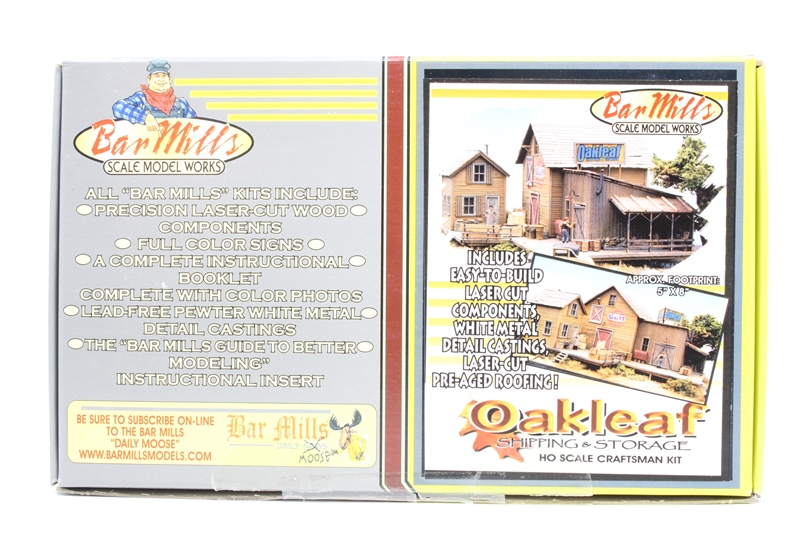 Bar Mills
SCALE MODEL WORKS
ALL "BAR MILLS" KITS INCLUDE;
PRECISION LASER-CUT WOOD
COMPONENTS
FULL COLOR SIGNS
A COMPLETE INSTRUCTIONAL
BOOKLET
COMPLETE WITH COLOR PHOTOS
LEAD-FREE PEWTER WHITE METAL
DETAIL CASTINGS
THE "BAR MILLS GUIDE TO BETTER
MODELING"
INSTRUCTIONAL INSERT
BE SURE TO SUBSCRIBE ON-LINE
TO THE BAR MILLS
"DAILY MOOSE"
WWW.BARMILLSMODELS.COM
Bar Mills
DAILY NEWS
MOOSE
Bar Mills
SCALE MODEL WORKS
Oakleaf
INCLUDES
EASY-TO-BUILD
LASER CUT
COMPONENTS,
WHITE METAL
DETAIL CASTINGS,
LASER-CUT
PRE-AGED ROOFING!
APPROX. FOOTPRINT:
5" X 8"
Gulf
Oakleaf
SHIPPING & STORAGE
HO SCALE CRAFTSMAN KIT